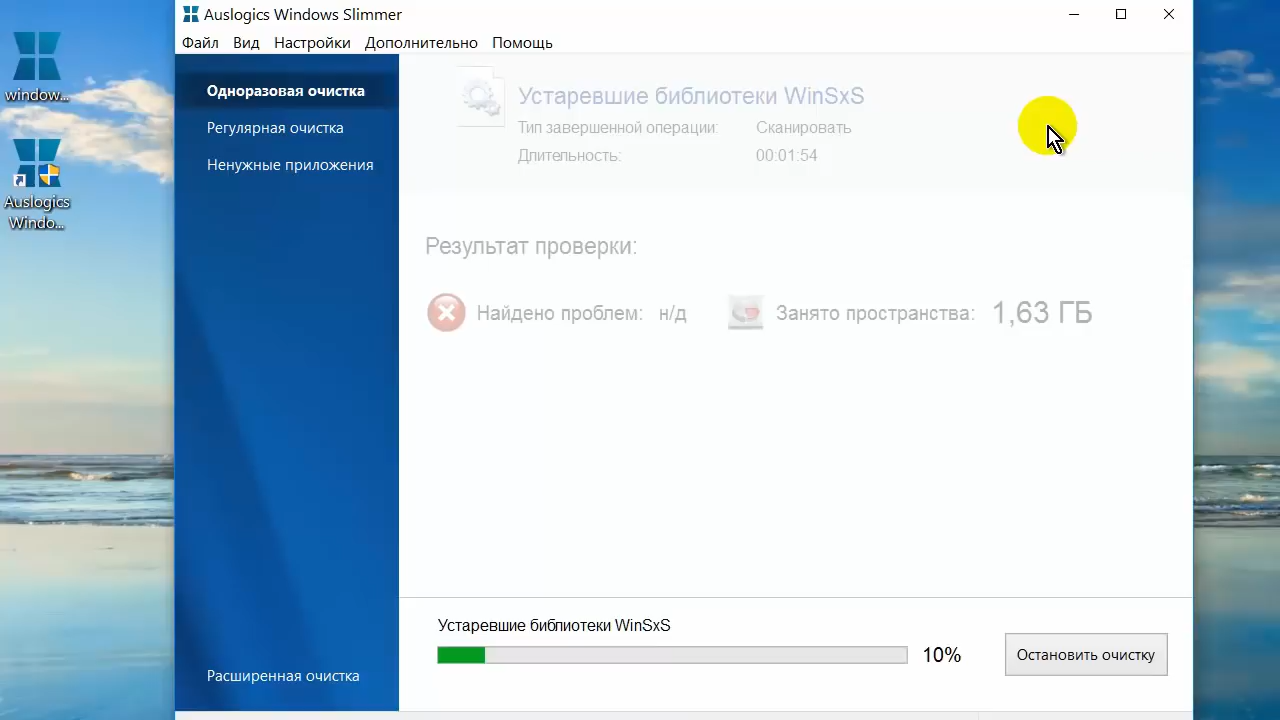 window...
Auslogics
Windo...
Auslogics Windows Slimmer
Файл Вид Настройки Дополнительно Помощь
Одноразовая очистка
Регулярная очистка
Ненужные приложения
Расширенная очистка
Устаревшие библиотеки WinSxS
Тип завершенной операции: Сканировать
Длительность: 00:01:54
Результат проверки:
Найдено проблем: н/д Занято пространства: 1,63 ГБ
Устаревшие библиотеки WinSxS
10% Остановить очистку